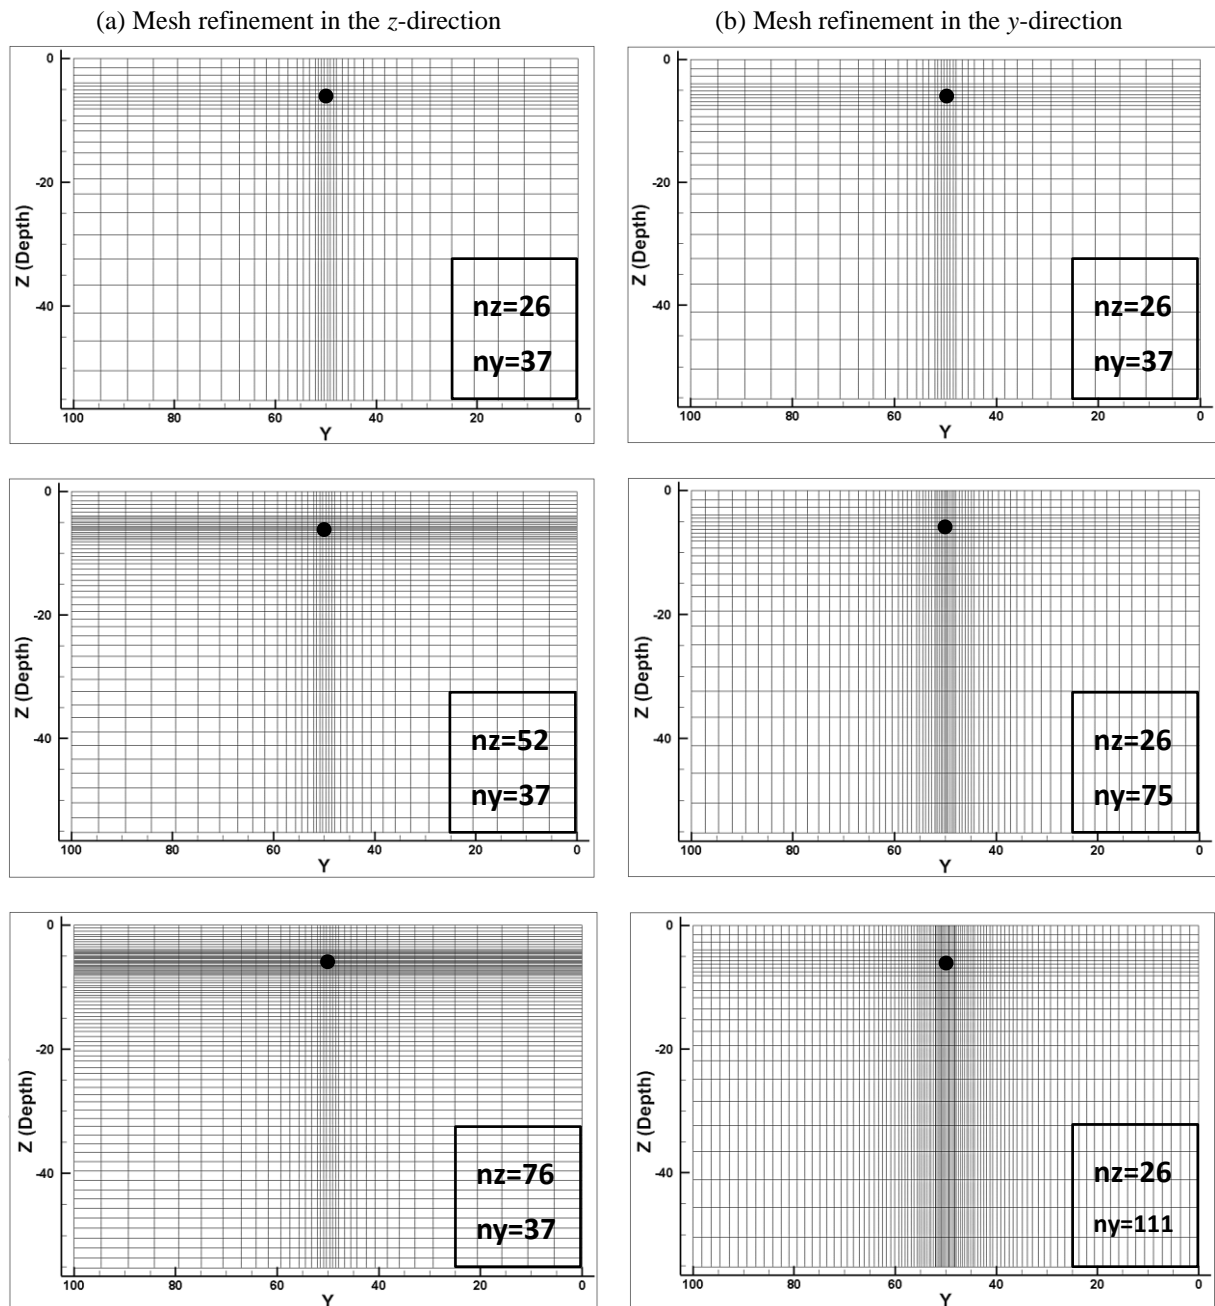 (a) Mesh refinement in the z-direction
0
-20
-40
Z (Depth)
nz=26
ny=37
100 80 60 40 20 0
Y
(b) Mesh refinement in the y-direction
0
-20
-40
Z (Depth)
nz=26
ny=37
100 80 60 40 20 0
Y
0
-20
-40
Z (Depth)
nz=52
ny=37
100 80 60 40 20 0
Y
0
-20
-40
Z (Depth)
nz=26
ny=75
100 80 60 40 20 0
Y
0
-20
-40
Z (Depth)
nz=76
ny=37
100 80 60 40 20 0
Y
0
-20
-40
Z (Depth)
nz=26
ny=111
100 80 60 40 20 0
Y